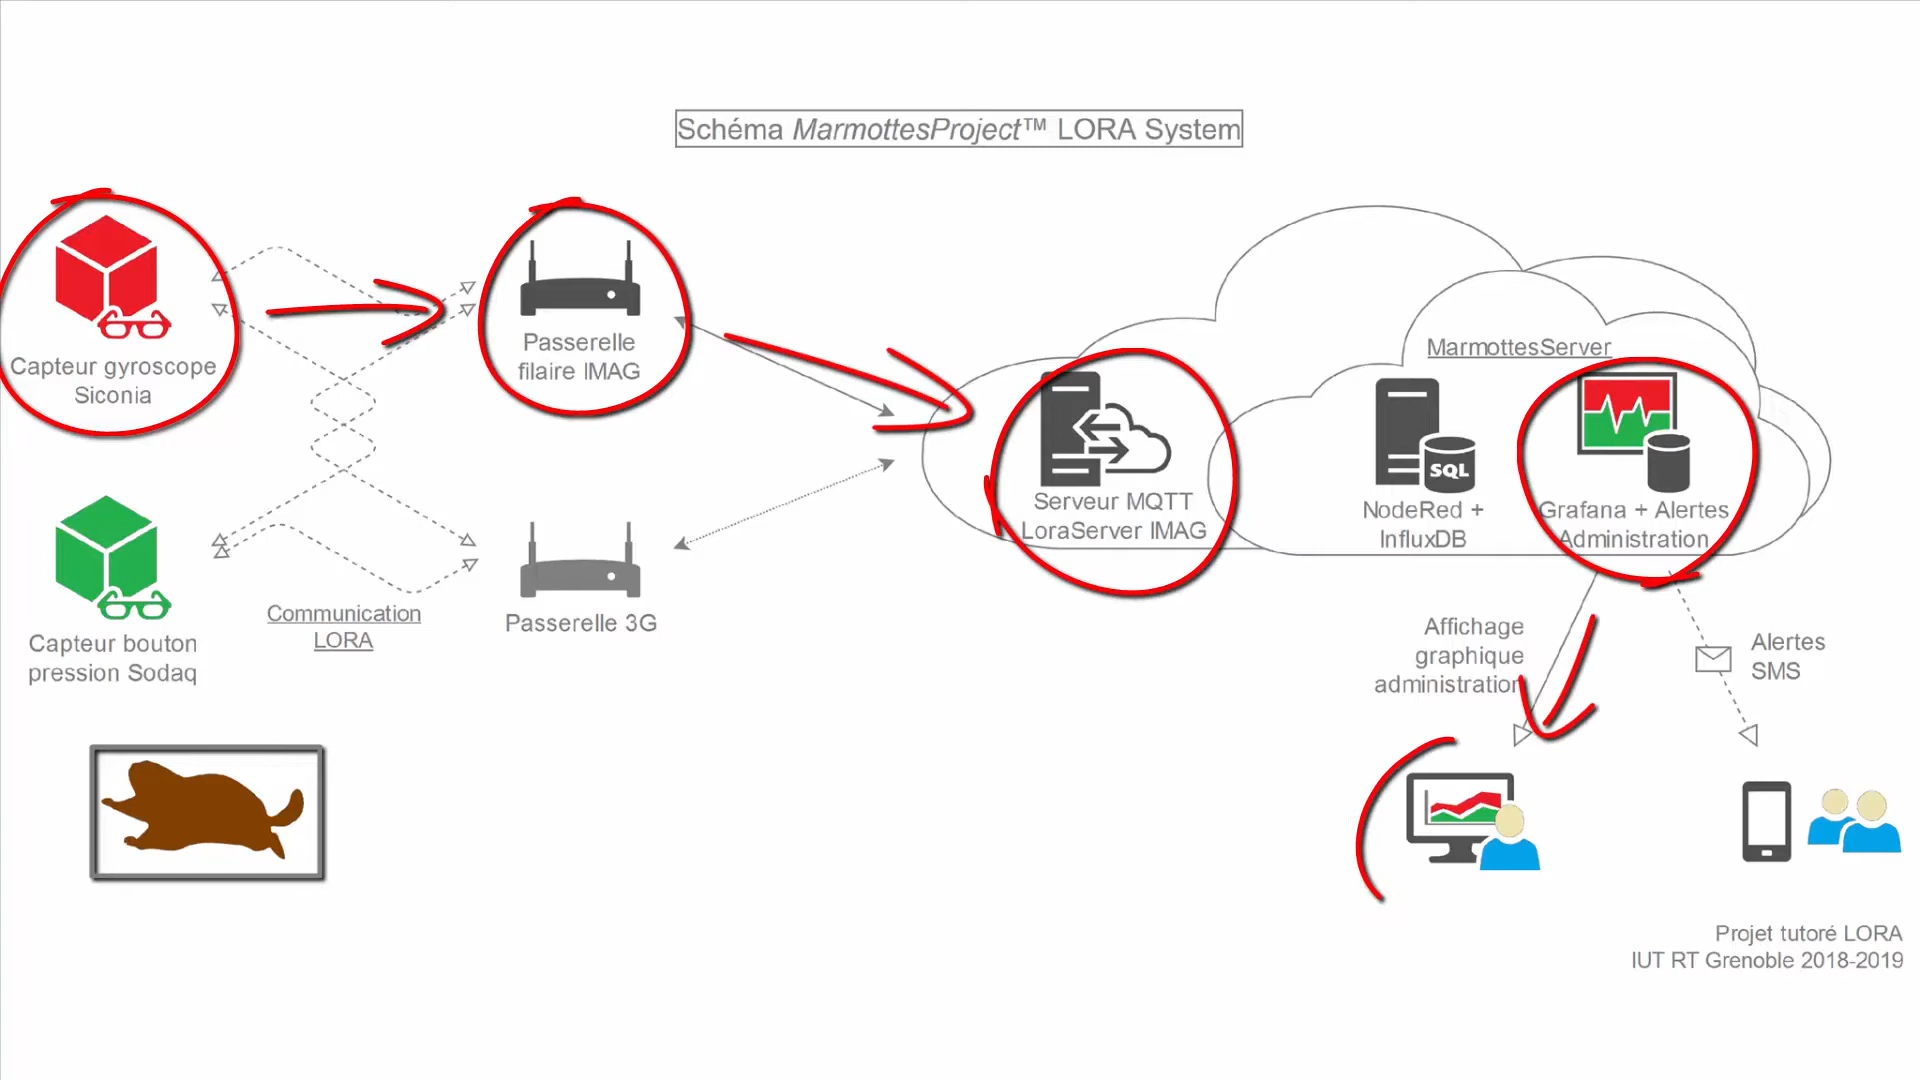 Schéma MarmottesProject™ LORA System
Capteur gyroscope
Siconia
Passerelle
filaire IMAG
MarmottesServer
Serveur MQTT
LoraServer IMAG
SQL
NodeRed +
InfluxDB
Grafana + Alertes
Administration
Capteur bouton
pression Sodaq
Communication
LORA
Passerelle 3G
Affichage
graphique
administration
Alertes
SMS
Projet tutoré LORA
IUT RT Grenoble 2018-2019